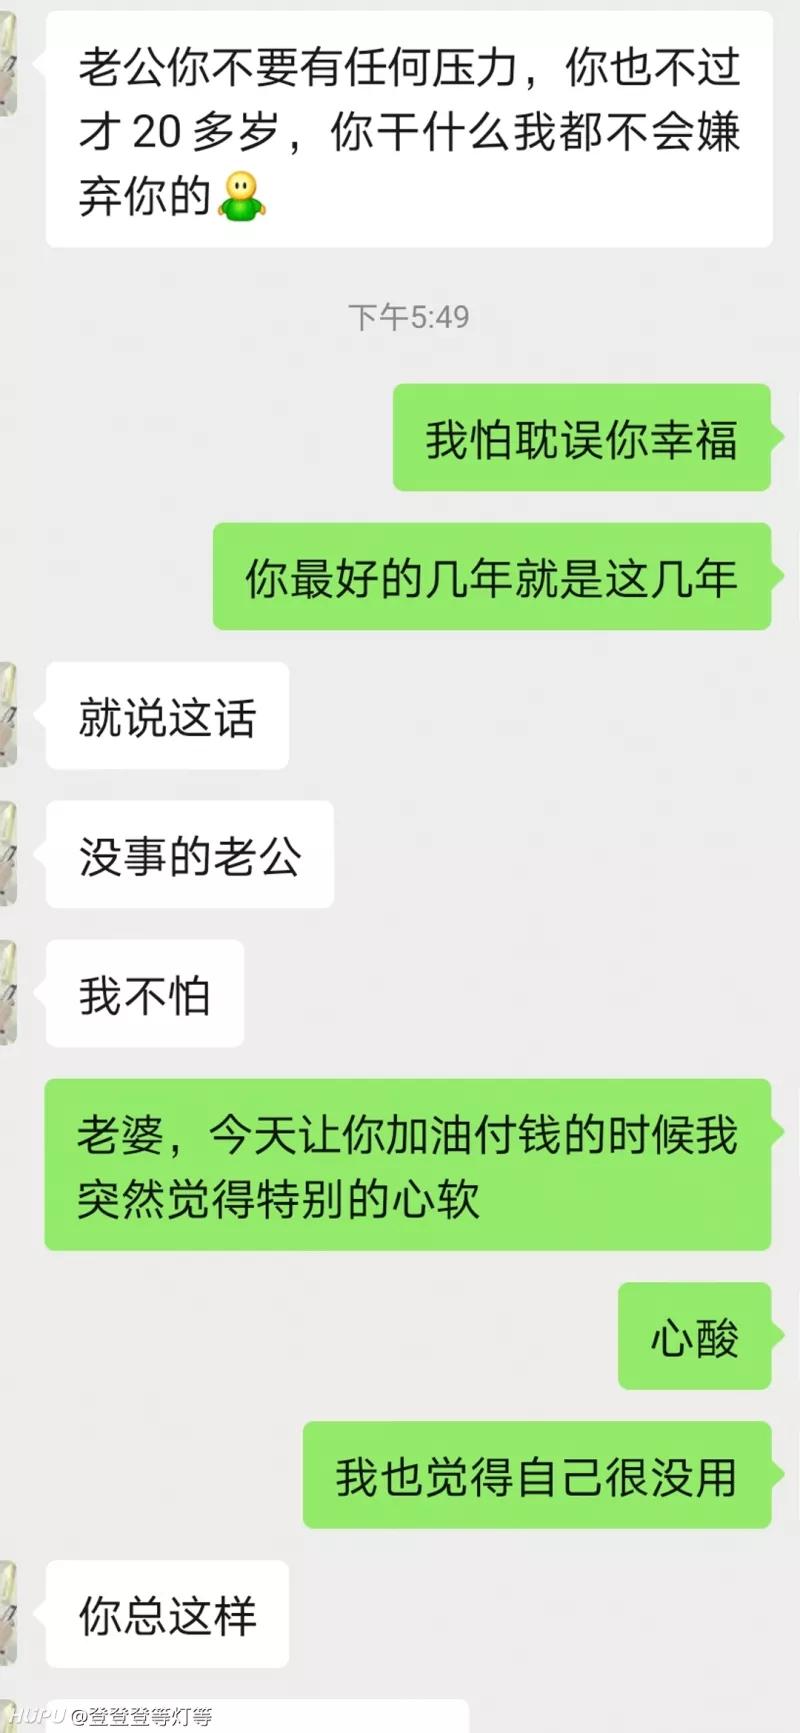 老公你不要有任何压力，你也不过
才 20 多岁，你干什么我都不会嫌
弃你的
下午5:49
我怕耽误你幸福
你最好的几年就是这几年
就说这话
没事的老公
我不怕
老婆，今天让你加油付钱的时候我
突然觉得特别的心软
心酸
我也觉得自己很没用
你总这样
HUPU @登登登等灯等